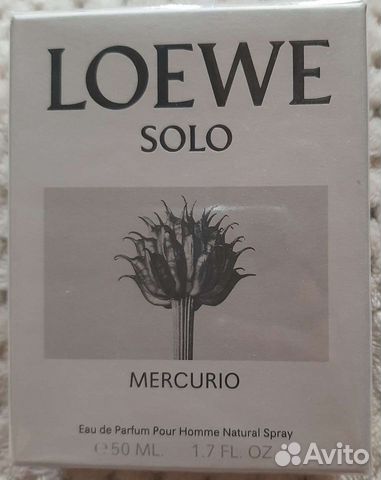 LOEWE
SOLO
MERCURIO
Eau de Parfum Pour Homme Natural Spray
℮50 ML. 1.7 FL. OZ
Avito